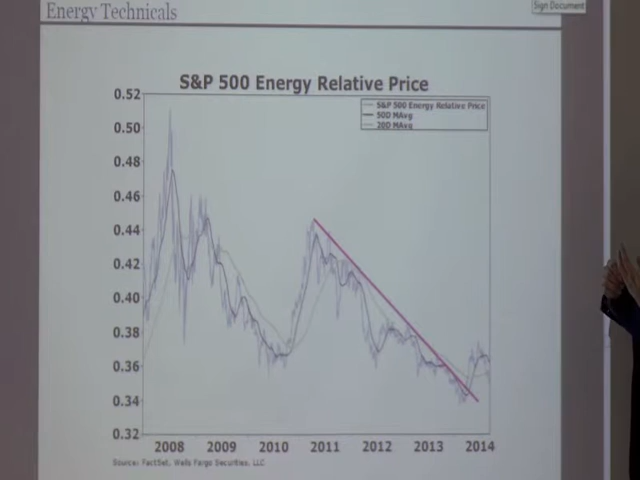 Energy Technicals
Sign Document
S&P 500 Energy Relative Price
S&P 500 Energy Relative Price
50D MAvg
200 MAvg
0.52
0.50
0.48
0.46
0.44
0.42
0.40
0.38
0.36
0.34
0.32
2008 2009 2010 2011 2012 2013 2014
Source: FactSet, Wells Fargo Securities, LLC